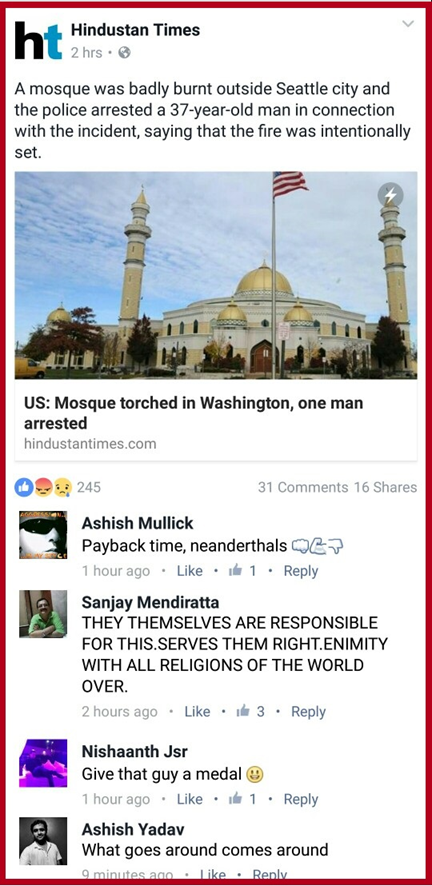 ht Hindustan Times
2 hrs
A mosque was badly burnt outside Seattle city and
the police arrested a 37-year-old man in connection
with the incident, saying that the fire was intentionally
set.
US: Mosque torched in Washington, one man
arrested
hindustantimes.com
245 31 Comments 16 Shares
Ashish Mullick
Payback time, neanderthals
1 hour ago • Like • 1 • Reply
Sanjay Mendiratta
THEY THEMSELVES ARE RESPONSIBLE
FOR THIS.SERVES THEM RIGHT.ENIMITY
WITH ALL RELIGIONS OF THE WORLD
OVER.
2 hours ago • Like • 3 • Reply
Nishaanth Jsr
Give that guy a medal
1 hour ago • Like • 1 • Reply
Ashish Yadav
What goes around comes around
9 minutes ago • Like • Reply